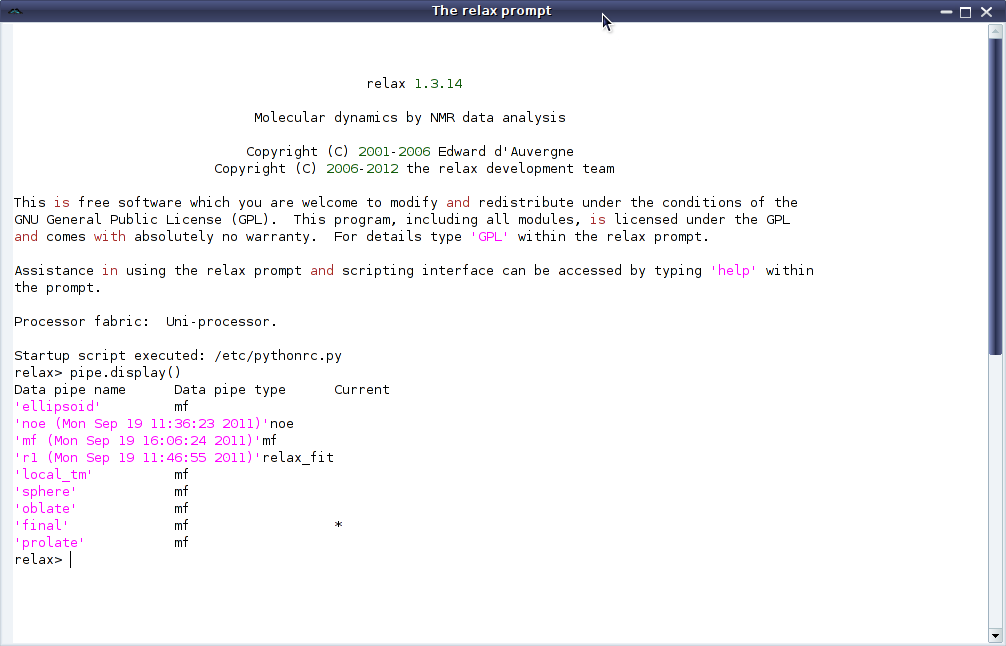 The relax prompt
relax 1.3.14
Molecular dynamics by NMR data analysis
Copyright (C) 2001-2006 Edward d'Auvergne
Copyright (C) 2006-2012 the relax development team
This is free software which you are welcome to modify and redistribute under the conditions of the
GNU General Public License (GPL).  This program, including all modules, is licensed under the GPL
and comes with absolutely no warranty.  For details type 'GPL' within the relax prompt.
Assistance in using the relax prompt and scripting interface can be accessed by typing 'help' within
the prompt.
Processor fabric:  Uni-processor.
Startup script executed: /etc/pythonrc.py
relax> pipe.display()
Data pipe name      Data pipe type      Current
'ellipsoid'         mf
'noe (Mon Sep 19 11:36:23 2011)'noe
'mf (Mon Sep 19 16:06:24 2011)'mf
'r1 (Mon Sep 19 11:46:55 2011)'relax_fit
'local_tm'          mf
'sphere'            mf
'oblate'            mf
'final'             mf                  *
'prolate'           mf
relax>